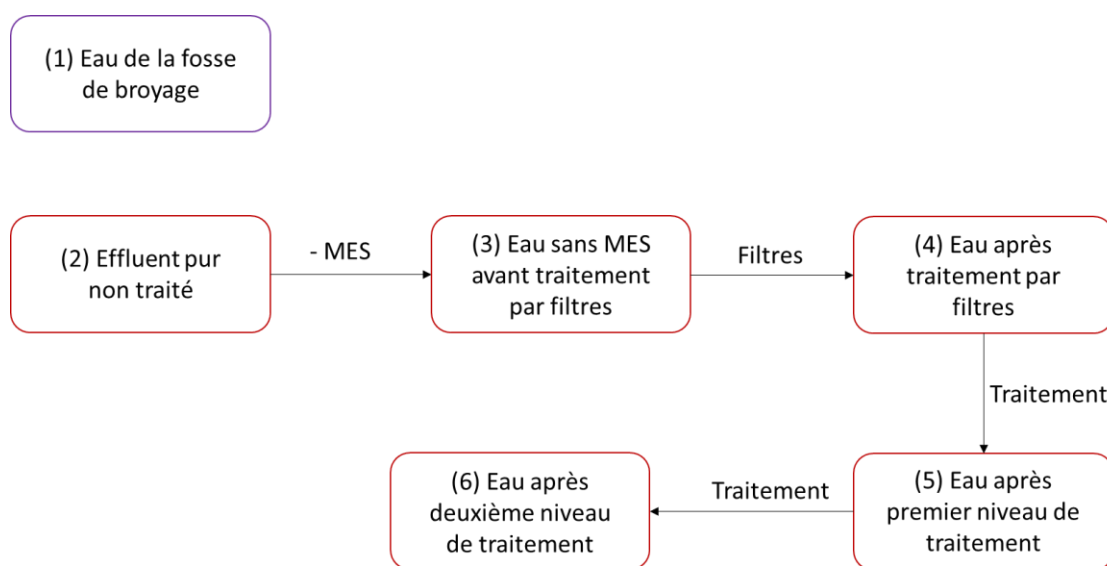 (1) Eau de la fosse
de broyage
(2) Effluent pur
non traité
- MES
(3) Eau sans MES
avant traitement
par filtres
Filtres
(4) Eau après
traitement par
filtres
Traitement
(5) Eau après
premier niveau de
traitement
Traitement
(6) Eau après
deuxième niveau
de traitement